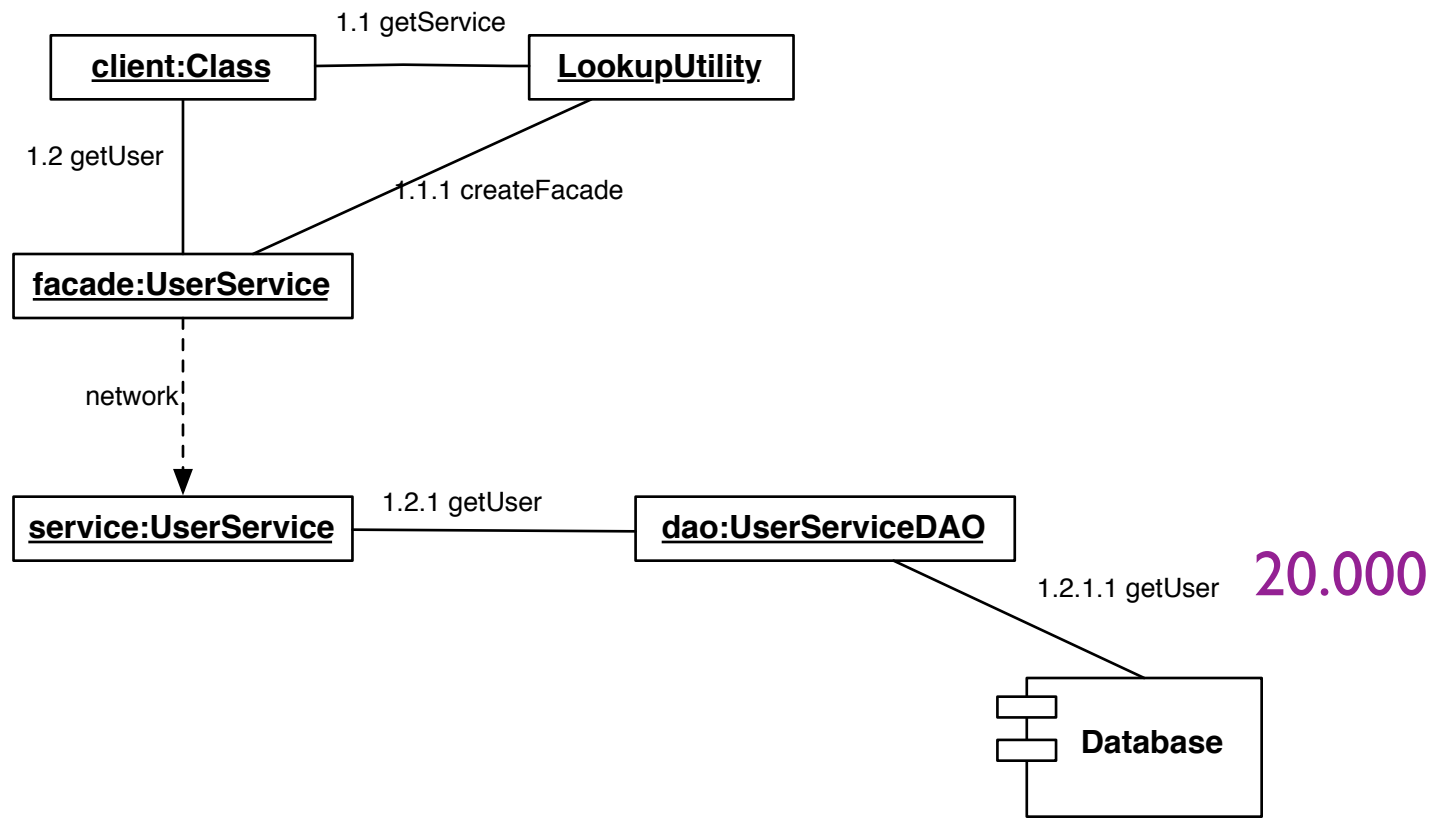 1.1 getService
client:Class
LookupUtility
1.2 getUser
1.1.1 createFacade
facade:UserService
network
1.2.1 getUser
service:UserService
dao:UserServiceDAO
1.2.1.1 getUser
20.000
Database